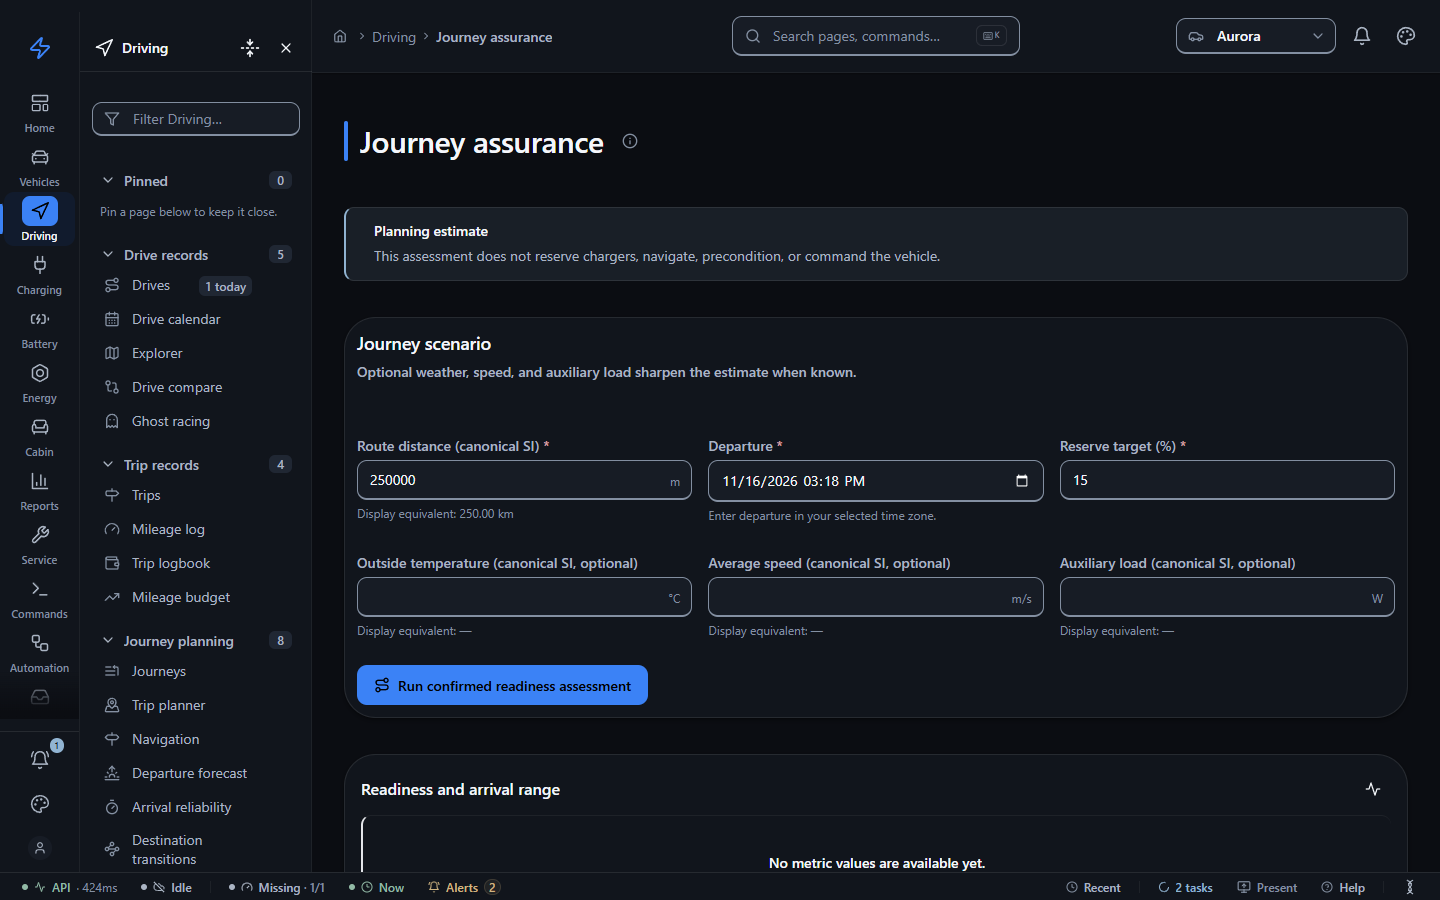 Driving
Driving
Journey assurance
Search pages, commands...
K
Aurora
Home
Vehicles
Driving
Charging
Battery
Energy
Cabin
Reports
Service
Commands
Automation
1
Filter Driving...
Pinned
0
Pin a page below to keep it close.
Drive records
5
Drives
1 today
Drive calendar
Explorer
Drive compare
Ghost racing
Trip records
4
Trips
Mileage log
Trip logbook
Mileage budget
Journey planning
8
Journeys
Trip planner
Navigation
Departure forecast
Arrival reliability
Destination
transitions
Journey assurance
Planning estimate
This assessment does not reserve chargers, navigate, precondition, or command the vehicle.
Journey scenario
Optional weather, speed, and auxiliary load sharpen the estimate when known.
Route distance (canonical SI) *
Departure *
Reserve target (%) *
250000
m
11/16/2026 03:18 PM
15
Display equivalent: 250.00 km
Enter departure in your selected time zone.
Outside temperature (canonical SI, optional)
Average speed (canonical SI, optional)
Auxiliary load (canonical SI, optional)
°C
m/s
W
Display equivalent: —
Display equivalent: —
Display equivalent: —
Run confirmed readiness assessment
Readiness and arrival range
No metric values are available yet.
API · 424ms
Idle
Missing · 1/1
Now
Alerts 2
Recent
2 tasks
Present
Help